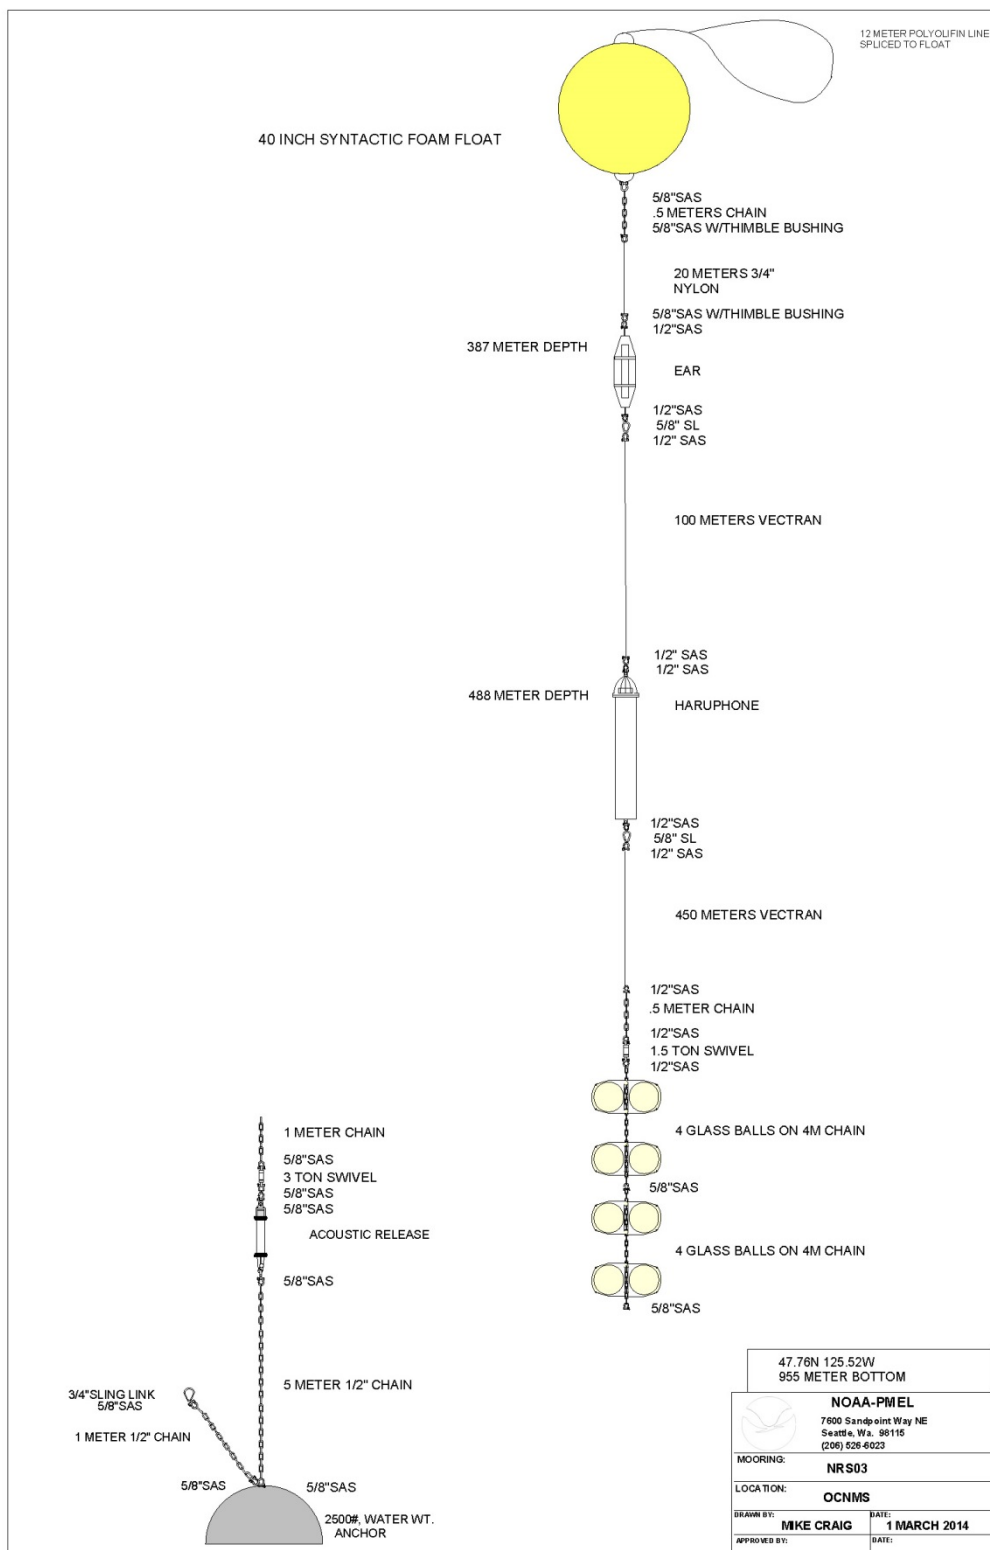 12 METER POLYOLIFIN LINE
SPLICED TO FLOAT
40 INCH SYNTACTIC FOAM FLOAT
5/8"SAS
.5 METERS CHAIN
5/8"SAS W/THIMBLE BUSHING
20 METERS 3/4"
NYLON
5/8"SAS W/THIMBLE BUSHING
1/2"SAS
387 METER DEPTH
EAR
1/2"SAS
5/8" SL
1/2" SAS
100 METERS VECTRAN
1/2" SAS
1/2" SAS
488 METER DEPTH
HARUPHONE
1/2"SAS
5/8" SL
1/2" SAS
450 METERS VECTRAN
1/2"SAS
.5 METER CHAIN
1/2"SAS
1.5 TON SWIVEL
1/2"SAS
4 GLASS BALLS ON 4M CHAIN
5/8"SAS
4 GLASS BALLS ON 4M CHAIN
5/8"SAS
1 METER CHAIN
5/8"SAS
3 TON SWIVEL
5/8"SAS
5/8"SAS
ACOUSTIC RELEASE
5/8"SAS
5 METER 1/2" CHAIN
3/4"SLING LINK
5/8"SAS
1 METER 1/2" CHAIN
5/8"SAS
5/8"SAS
2500#, WATER WT.
ANCHOR
47.76N 125.52W
955 METER BOTTOM
NOAA-PMEL
7600 Sandpoint Way NE
Seattle, Wa. 98115
(206) 526-6023
MOORING:
NRS03
LOCATION:
OCNMS
DRAWN BY:
MIKE CRAIG
DATE:
1 MARCH 2014
APPROVED BY:
DATE: